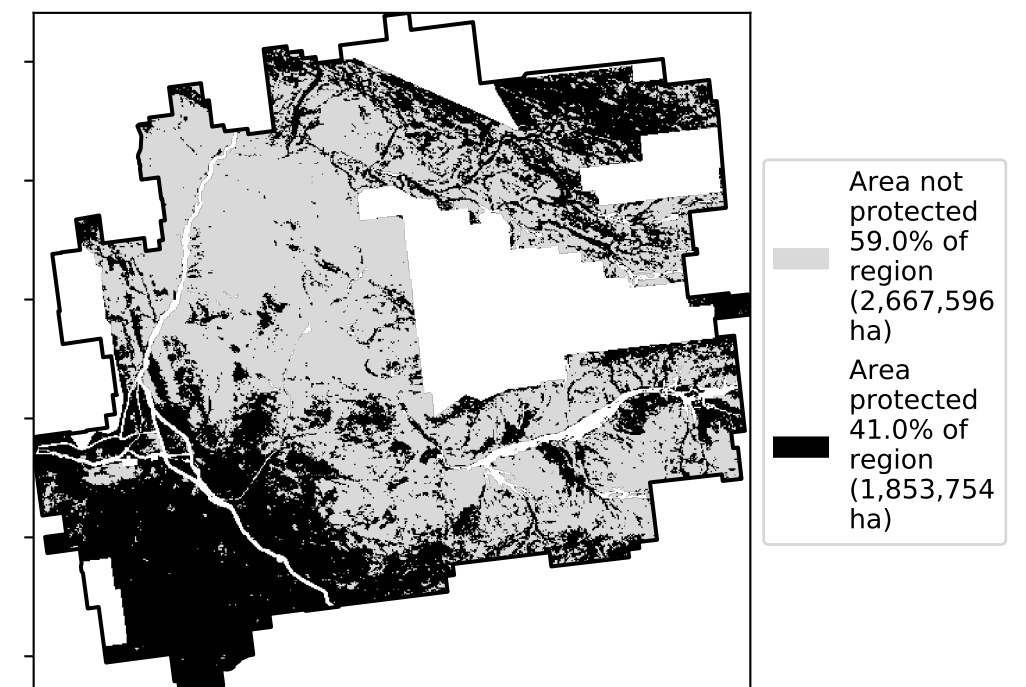 Area not
protected
59.0% of
region
(2,667,596
ha)
Area
protected
41.0% of
region
(1,853,754
ha)